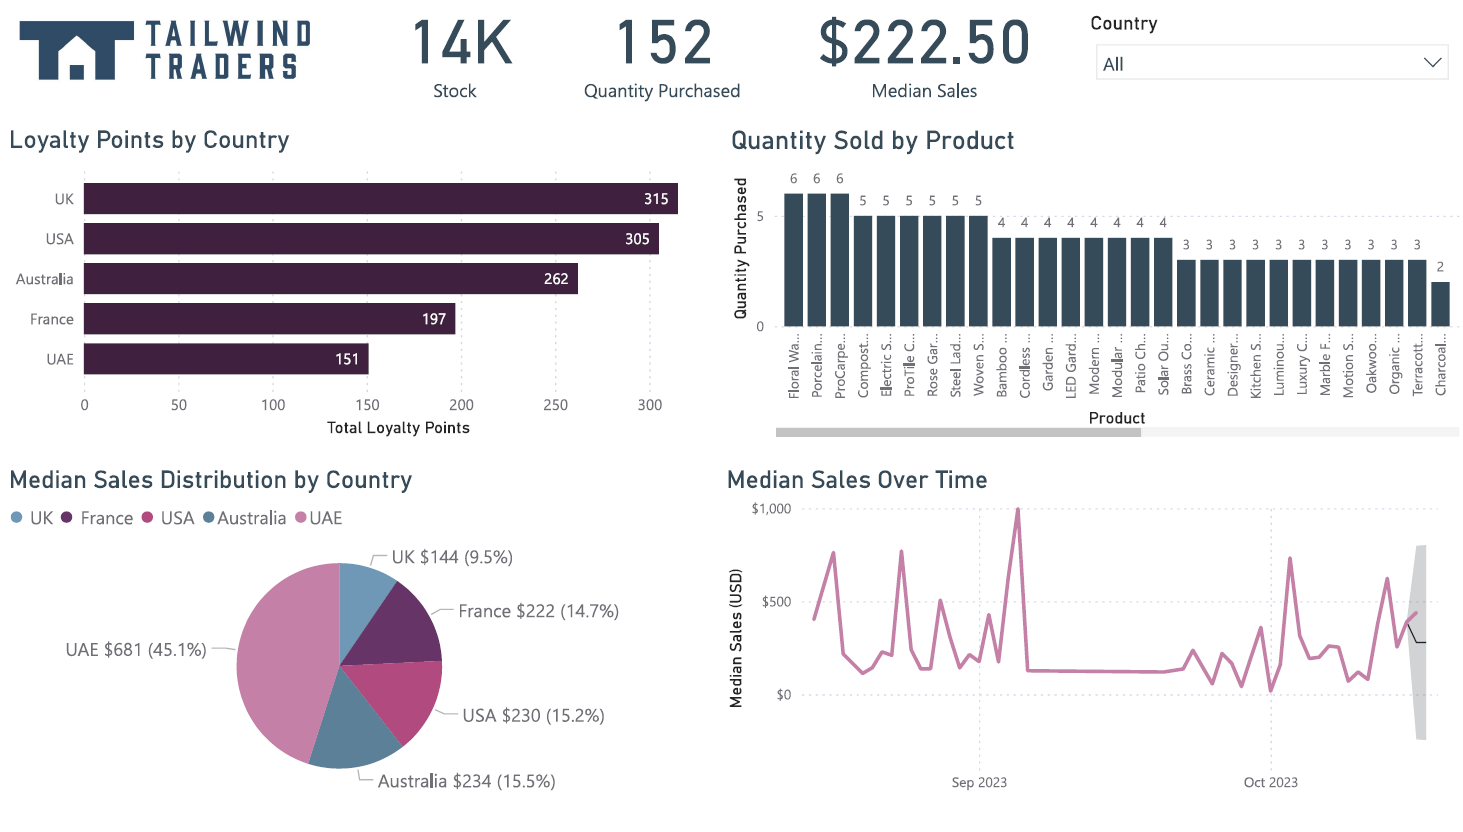 TAILWIND
TRADERS
14K
Stock
152
Quantity Purchased
$222.50
Median Sales
Country
All
Loyalty Points by Country
UK
315
USA
305
Australia
262
France
197
UAE
151
0 50 100 150 200 250 300
Total Loyalty Points
Quantity Sold by Product
Quantity Purchased
5
0
6 6 6 5 5 5 5 5 5 4 4 4 4 4 4 4 4 3 3 3 3 3 3 3 3 3 3 3 2
Floral Wa...
Porcelain...
ProCarpe...
Compost...
Electric S...
ProTile C...
Rose Gar...
Steel Lad...
Woven S...
Bamboo ...
Cordless ...
Garden ...
LED Gard...
Modern ...
Modular ...
Patio Ch...
Solar Ou...
Brass Co...
Ceramic ...
Designer...
Kitchen S...
Luminou...
Luxury C...
Marble F...
Motion S...
Oakwoo...
Organic ...
Terracott...
Charcoal...
Product
Median Sales Distribution by Country
UK France USA Australia UAE
UK $144 (9.5%)
France $222 (14.7%)
UAE $681 (45.1%)
USA $230 (15.2%)
Australia $234 (15.5%)
Median Sales Over Time
Median Sales (USD)
$1,000
$500
$0
Sep 2023 Oct 2023